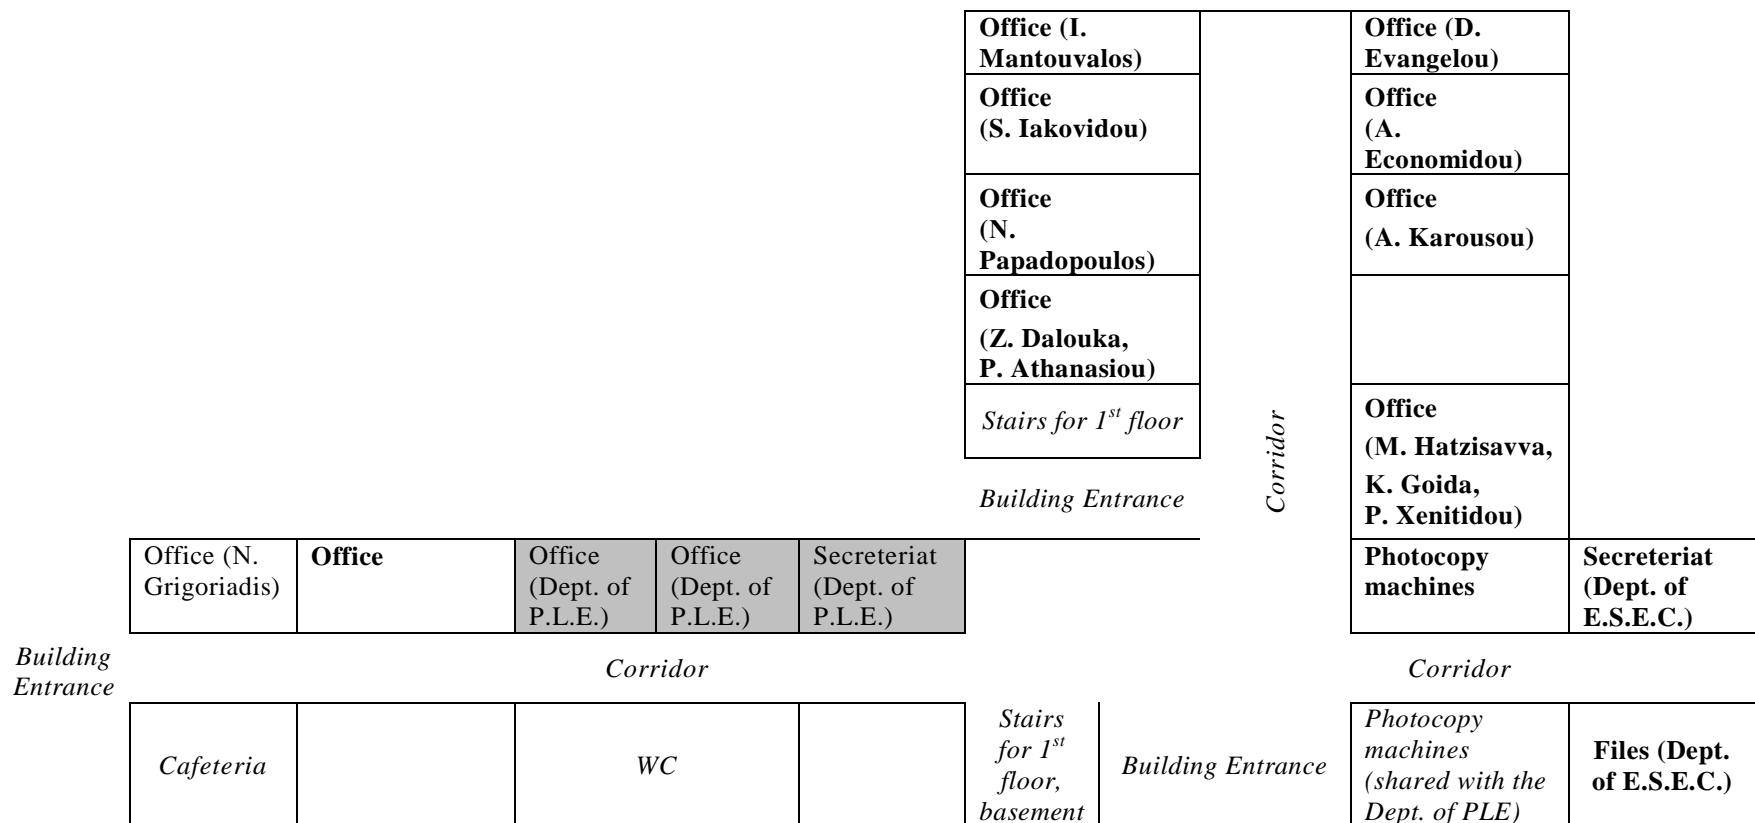 Office (I.
Mantouvalos)
Office (D.
Evangelou)
Office
(S. Iakovidou)
Office
(A.
Economidou)
Office
(N.
Papadopoulos)
Office
(A. Karousou)
Office
(Z. Dalouka,
P. Athanasiou)
Stairs for 1st floor
Corridor
Office
(M. Hatzisavva,
K. Goida,
P. Xenitidou)
Building Entrance
Office (N.
Grigoriadis)
Office
Office
(Dept. of
P.L.E.)
Office
(Dept. of
P.L.E.)
Secreteriat
(Dept. of
P.L.E.)
Photocopy
machines
Secreteriat
(Dept. of
E.S.E.C.)
Building
Entrance
Corridor
Corridor
Cafeteria
WC
Stairs
for 1st
floor,
basement
Building Entrance
Photocopy
machines
(shared with the
Dept. of PLE)
Files (Dept.
of E.S.E.C.)